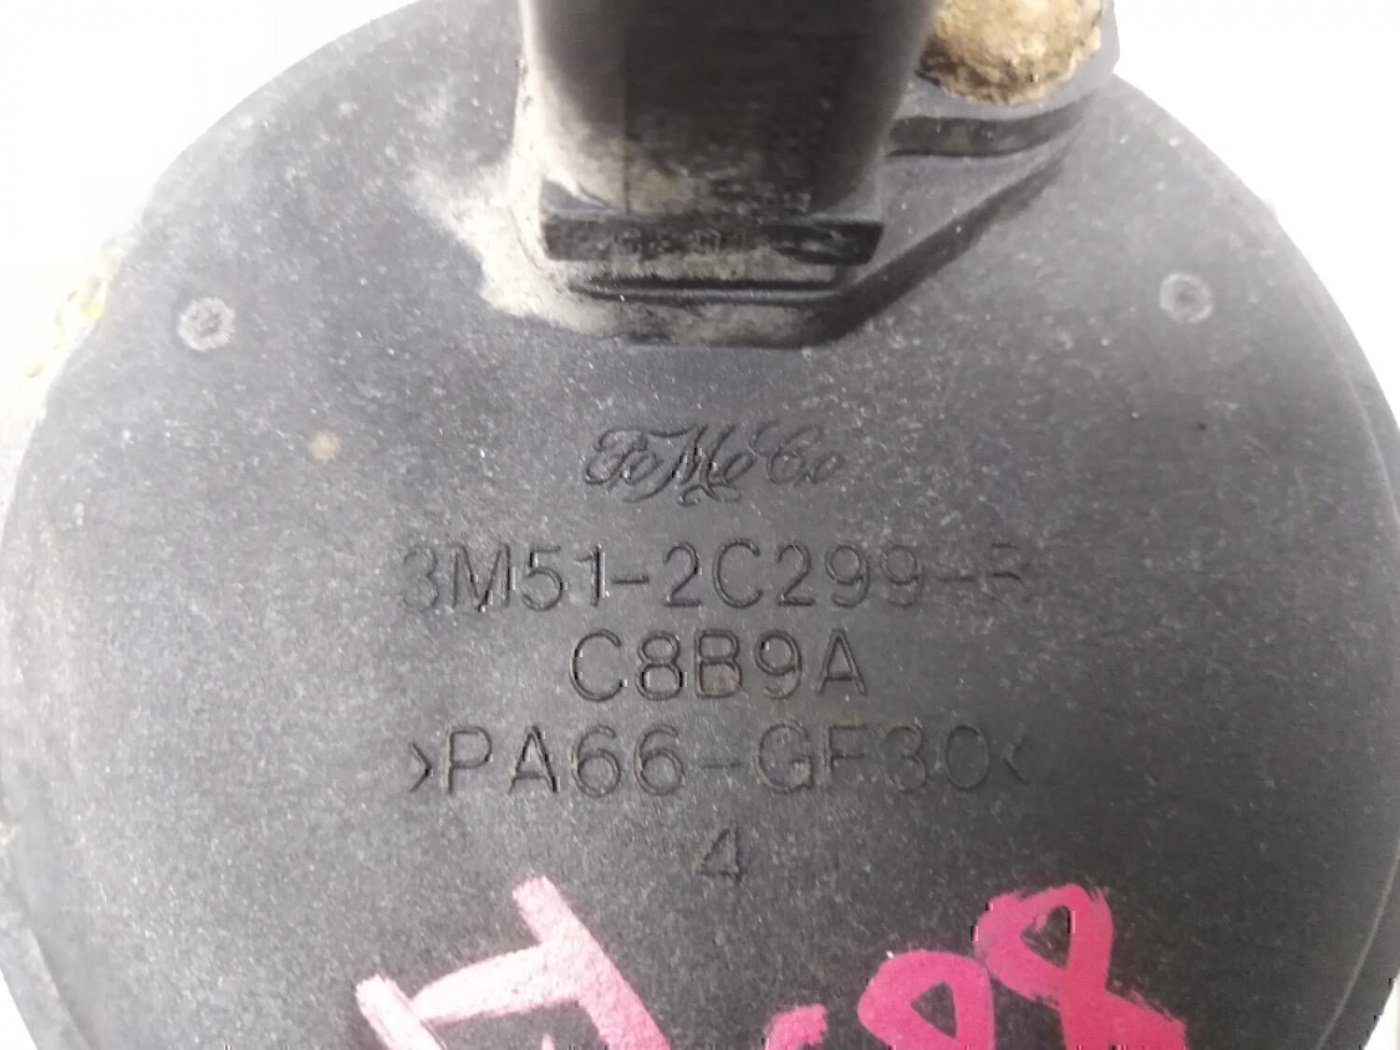 FoMoCo
3M51-2C299-B
C8B9A
>PA66-GF30<
4